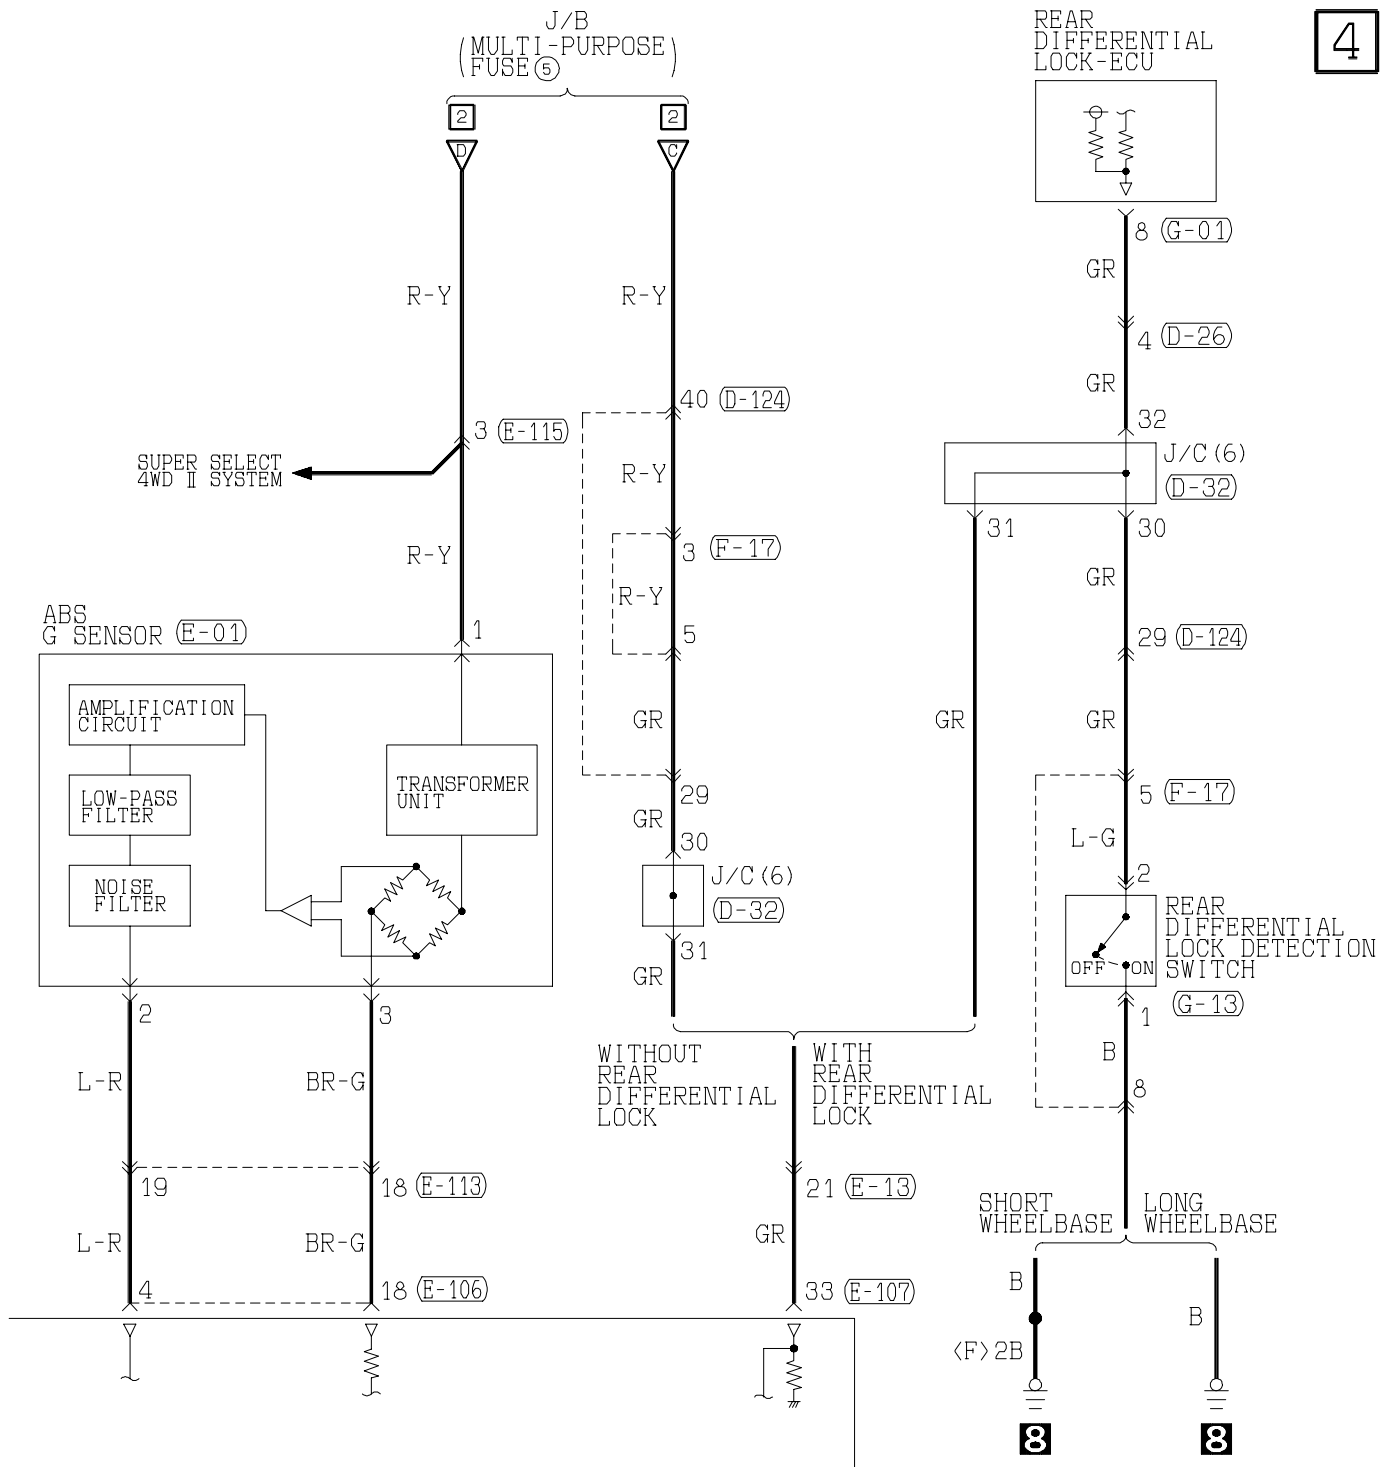 J/B
(MULTI-PURPOSE
FUSE⑤)
REAR
DIFFERENTIAL
LOCK-ECU
4
2
2
D
C
8 (G-01)
GR
R-Y
R-Y
4 (D-26)
GR
40 (D-124)
32
3 (E-115)
J/C(6)
(D-32)
SUPER SELECT
4WD Ⅱ SYSTEM
R-Y
31
30
R-Y
3 (F-17)
GR
R-Y
ABS
G SENSOR (E-01)
1
5
29 (D-124)
AMPLIFICATION
CIRCUIT
GR
GR
GR
TRANSFORMER
UNIT
LOW-PASS
FILTER
29
5 (F-17)
GR
30
L-G
J/C(6)
(D-32)
2
NOISE
FILTER
REAR
DIFFERENTIAL
LOCK DETECTION
SWITCH
(G-13)
OFF
ON
31
GR
2
3
1
WITHOUT
REAR
DIFFERENTIAL
LOCK
WITH
REAR
DIFFERENTIAL
LOCK
B
L-R
BR-G
8
19
18 (E-113)
21 (E-13)
SHORT
WHEELBASE
LONG
WHEELBASE
L-R
BR-G
GR
4
18 (E-106)
33 (E-107)
B
B
<F>2B
8
8